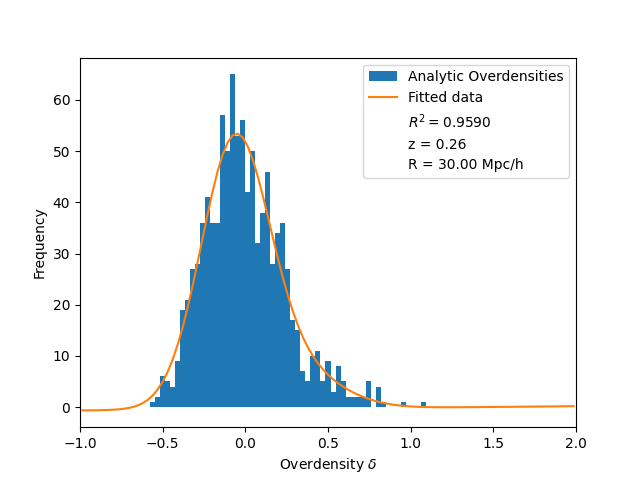 Analytic Overdensities
Fitted data
R² = 0.9590
z = 0.26
R = 30.00 Mpc/h
60
50
40
30
20
10
0
Frequency
−1.0 −0.5 0.0 0.5 1.0 1.5 2.0
Overdensity δ